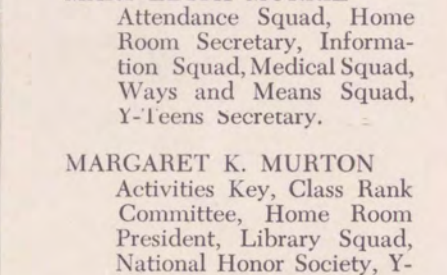 Attendance Squad, Home
Room Secretary, Informa-
tion Squad, Medical Squad,
Ways and Means Squad,
Y-Teens Secretary.
MARGARET K. MURTON
Activities Key, Class Rank
Committee, Home Room
President, Library Squad,
National Honor Society, Y-